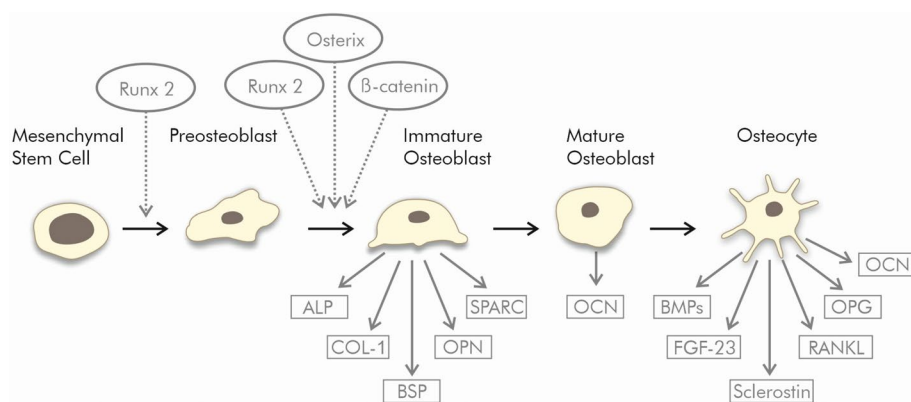 Osterix
Runx 2
Runx 2
ß-catenin
Mesenchymal
Stem Cell
Preosteoblast
Immature
Osteoblast
Mature
Osteoblast
Osteocyte
ALP
COL-1
BSP
OPN
SPARC
OCN
BMPs
FGF-23
Sclerostin
RANKL
OPG
OCN